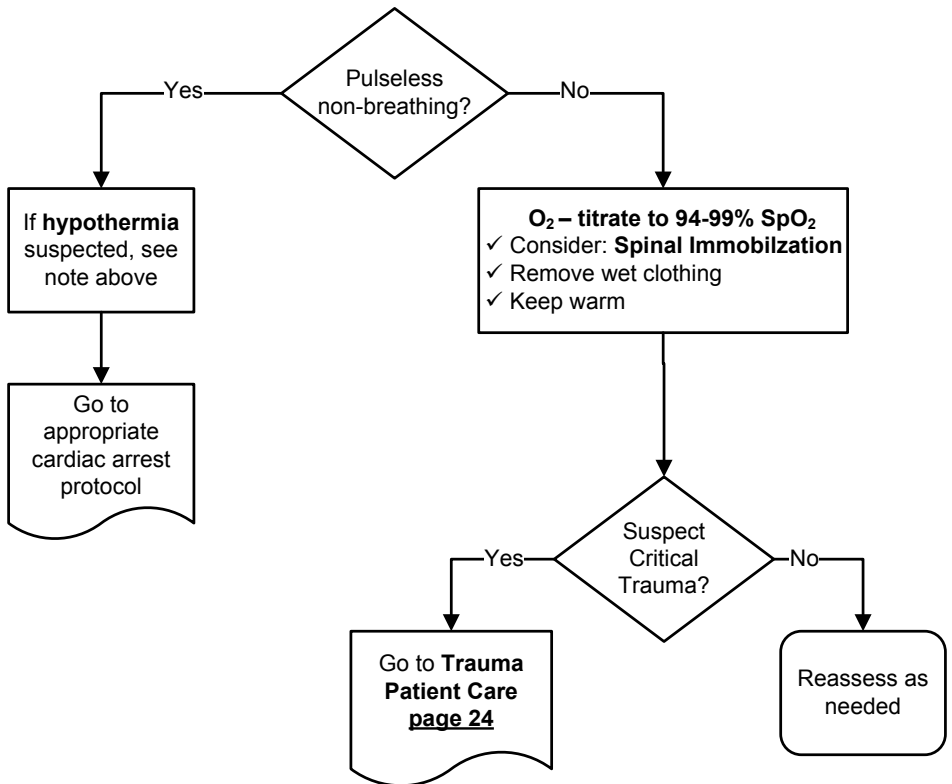 Pulseless
non-breathing?
Yes
No
If hypothermia
suspected, see
note above
Go to
appropriate
cardiac arrest
protocol
O₂ – titrate to 94-99% SpO₂
✓ Consider: Spinal Immobilzation
✓ Remove wet clothing
✓ Keep warm
Suspect
Critical
Trauma?
Yes
No
Go to Trauma
Patient Care
page 24
Reassess as
needed